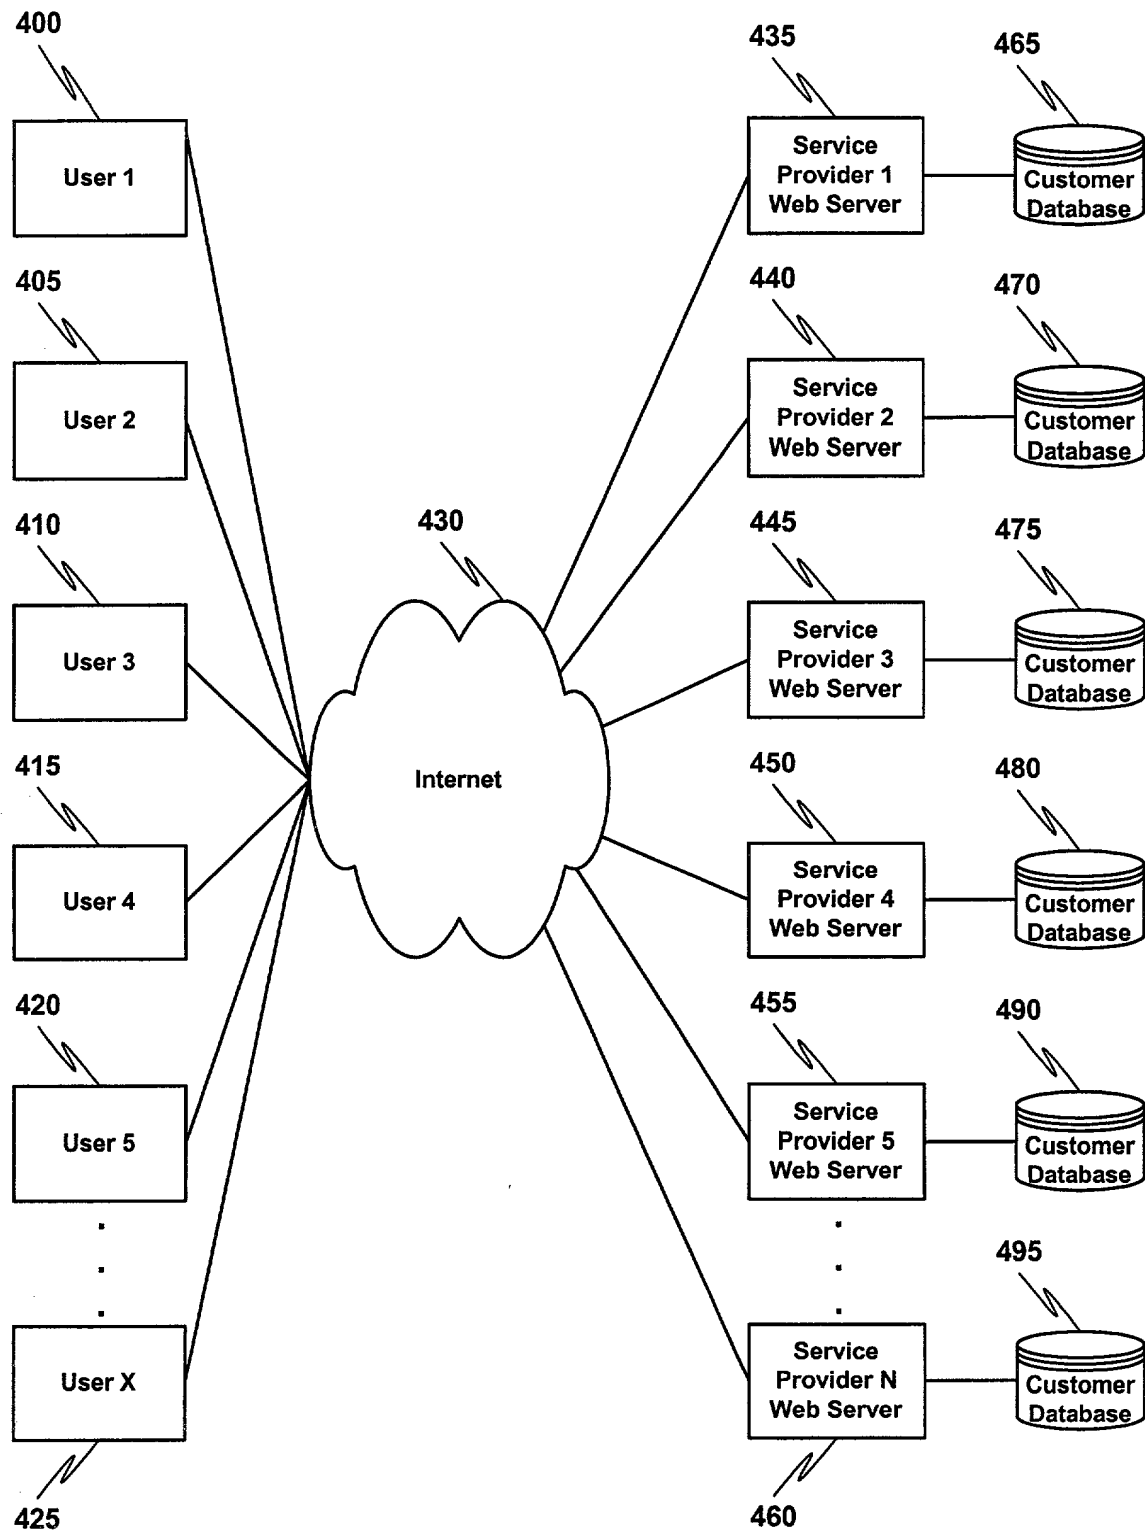 400
435
465
User 1
Service
Provider 1
Web Server
Customer
Database
405
440
470
User 2
Service
Provider 2
Web Server
Customer
Database
410
430
445
475
User 3
Service
Provider 3
Web Server
Customer
Database
415
450
480
Internet
User 4
Service
Provider 4
Web Server
Customer
Database
420
455
490
User 5
Service
Provider 5
Web Server
Customer
Database
495
User X
Service
Provider N
Web Server
Customer
Database
425
460